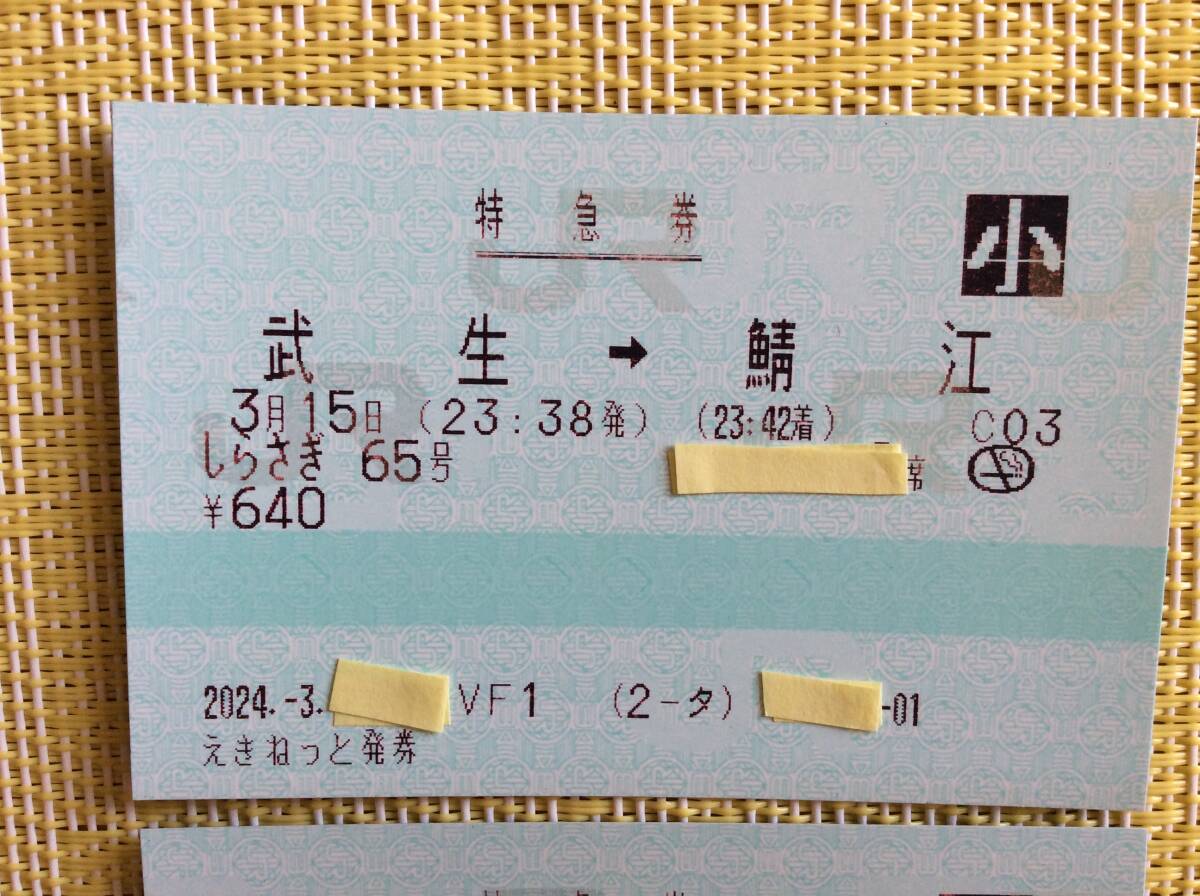 特急券 小
武生→鯖江
3月15日 (23:38発) (23:42着) C03
しらさぎ 65号 席
¥640
2024.-3. VF1 (2-タ) -01
えきねっと発券